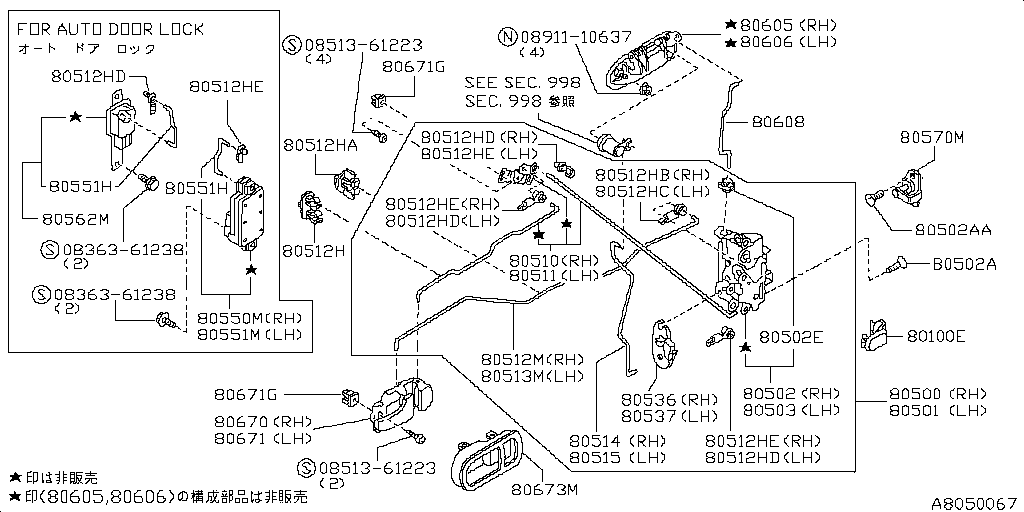 FOR AUTO DOOR LOCK
オート ドア ロック
80512HD
80512HE
★
80551H
80551H
80562M
Ⓢ08363-61238
(2)
Ⓢ08363-61238
(2)
★
80550M(RH)
80551M(LH)
Ⓢ08513-61223
(4)
80671G
80512HA
80512H
Ⓝ08911-10637
(4)
SEE SEC. 998
SEC. 998 参照
★80605 (RH)
★80606 (LH)
80608
80512HD(RH)
80512HE(LH)
80512HB(RH)
80512HC(LH)
80512HE(RH)
80512HD(LH)
★ ★
80510(RH)
80511(LH)
80570M
80502AA
B0502A
80100E
80502E
★
80502 (RH)
80503 (LH)
80500 (RH)
80501 (LH)
80512M(RH)
80513M(LH)
80536(RH)
80537(LH)
80514 (RH)
80515 (LH)
80512HE(RH)
80512HD(LH)
80671G
80670 (RH)
80671 (LH)
Ⓢ08513-61223
(2)
80673M
★印は非販売
★印(80605,80606)の構成部品は非販売
A8050067